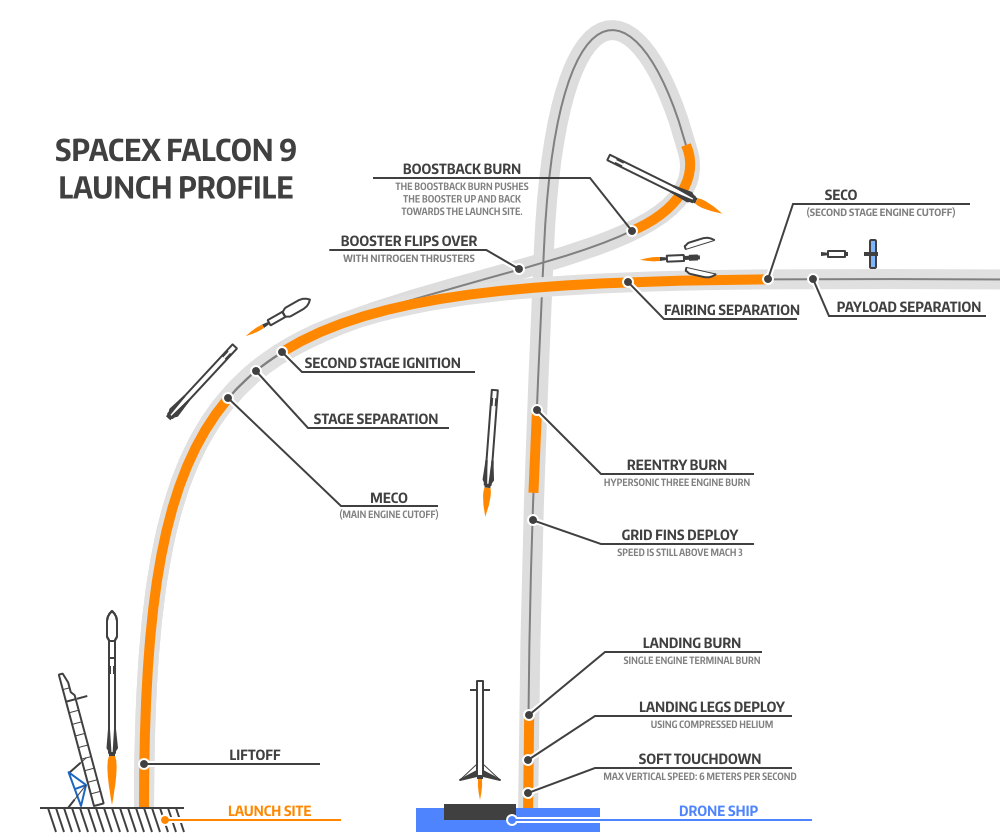 SPACEX FALCON 9
LAUNCH PROFILE
BOOSTBACK BURN
THE BOOSTBACK BURN PUSHES
THE BOOSTER UP AND BACK
TOWARDS THE LAUNCH SITE.
SECO
(SECOND STAGE ENGINE CUTOFF)
BOOSTER FLIPS OVER
WITH NITROGEN THRUSTERS
FAIRING SEPARATION
PAYLOAD SEPARATION
SECOND STAGE IGNITION
STAGE SEPARATION
MECO
(MAIN ENGINE CUTOFF)
REENTRY BURN
HYPERSONIC THREE ENGINE BURN
GRID FINS DEPLOY
SPEED IS STILL ABOVE MACH 3
LANDING BURN
SINGLE ENGINE TERMINAL BURN
LANDING LEGS DEPLOY
USING COMPRESSED HELIUM
LIFTOFF
SOFT TOUCHDOWN
MAX VERTICAL SPEED: 6 METERS PER SECOND
LAUNCH SITE
DRONE SHIP